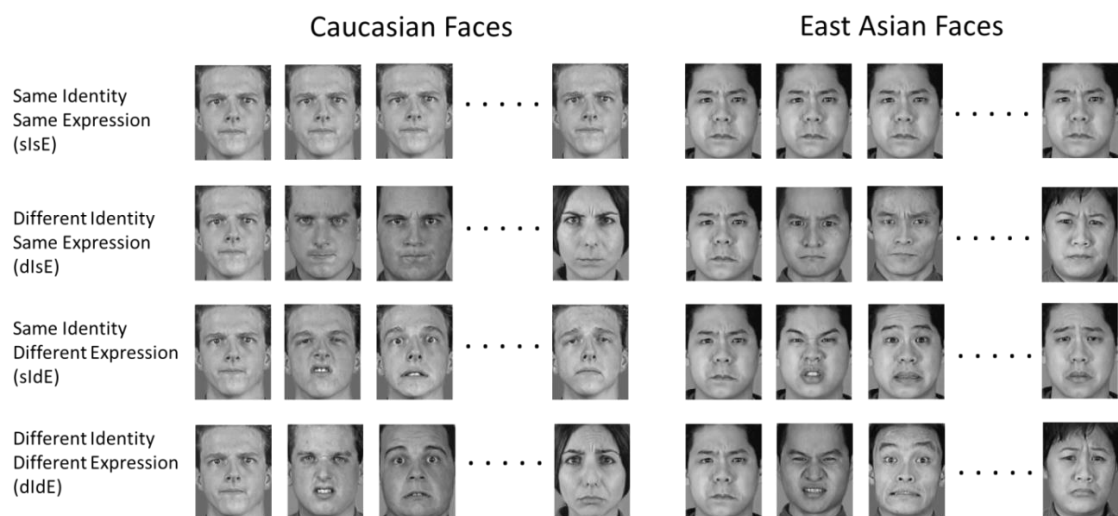 Caucasian Faces
East Asian Faces
Same Identity
Same Expression
(sIsE)
Different Identity
Same Expression
(dIsE)
Same Identity
Different Expression
(sIdE)
Different Identity
Different Expression
(dIdE)